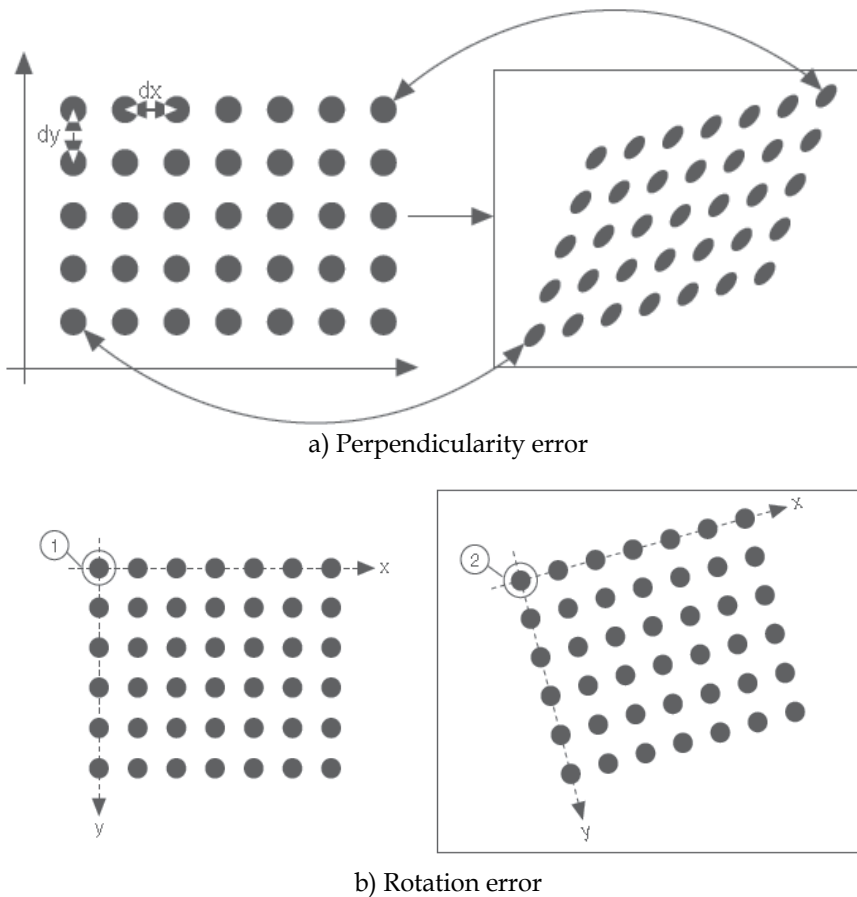 dx
dy
a) Perpendicularity error
1
x
y
2
x
y
b) Rotation error